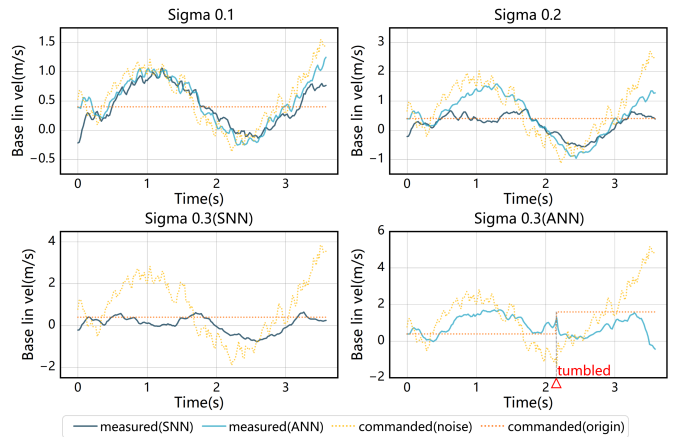 Sigma 0.1
Sigma 0.2
Base lin vel(m/s)
1.5
1.0
0.5
0.0
−0.5
0
1
2
3
Time(s)
Base lin vel(m/s)
3
2
1
0
−1
0
1
2
3
Time(s)
Sigma 0.3(SNN)
Sigma 0.3(ANN)
Base lin vel(m/s)
4
2
0
−2
0
1
2
3
Time(s)
Base lin vel(m/s)
6
4
2
0
−2
tumbled
0
1
2
3
Time(s)
measured(SNN) measured(ANN) commanded(noise) commanded(origin)